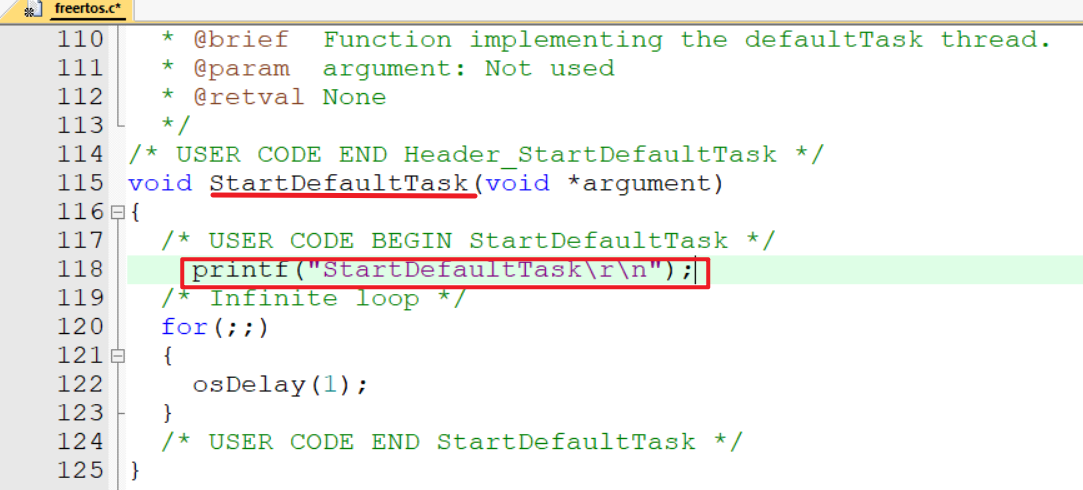 freertos.c*
110 * @brief Function implementing the defaultTask thread.
111 * @param argument: Not used
112 * @retval None
113 */
114 /* USER CODE END Header_StartDefaultTask */
115 void StartDefaultTask(void *argument)
116 {
117 /* USER CODE BEGIN StartDefaultTask */
118 printf("StartDefaultTask\r\n");
119 /* Infinite loop */
120 for(;;)
121 {
122 osDelay(1);
123 }
124 /* USER CODE END StartDefaultTask */
125 }